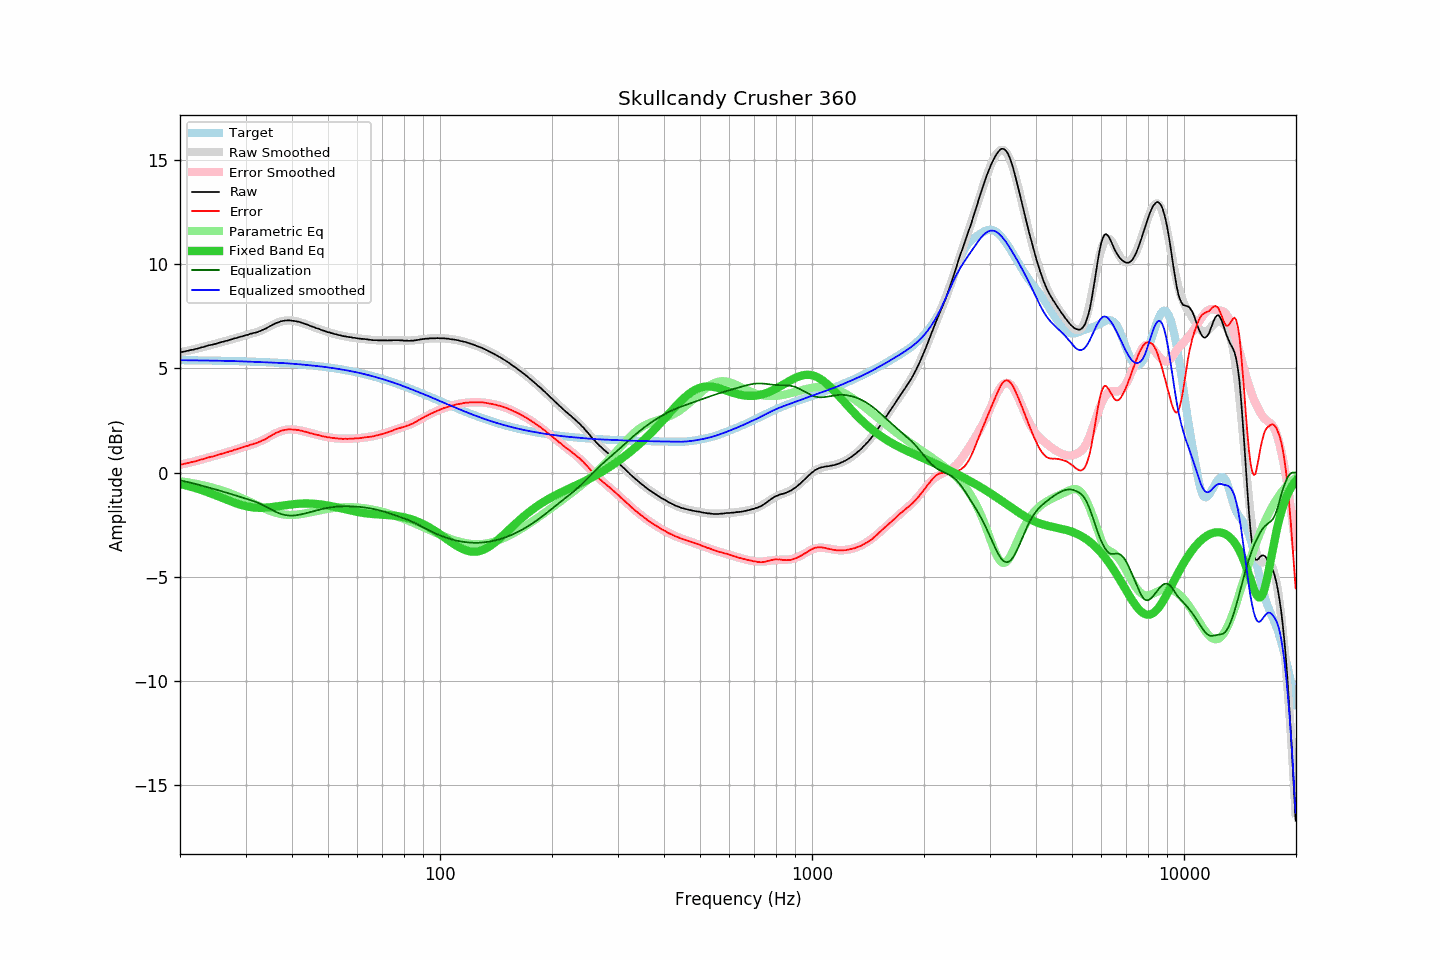 Skullcandy Crusher 360
Target
Raw Smoothed
Error Smoothed
Raw
Error
Parametric Eq
Fixed Band Eq
Equalization
Equalized smoothed
15
10
5
0
−5
−10
−15
Amplitude (dBr)
100
1000
10000
Frequency (Hz)